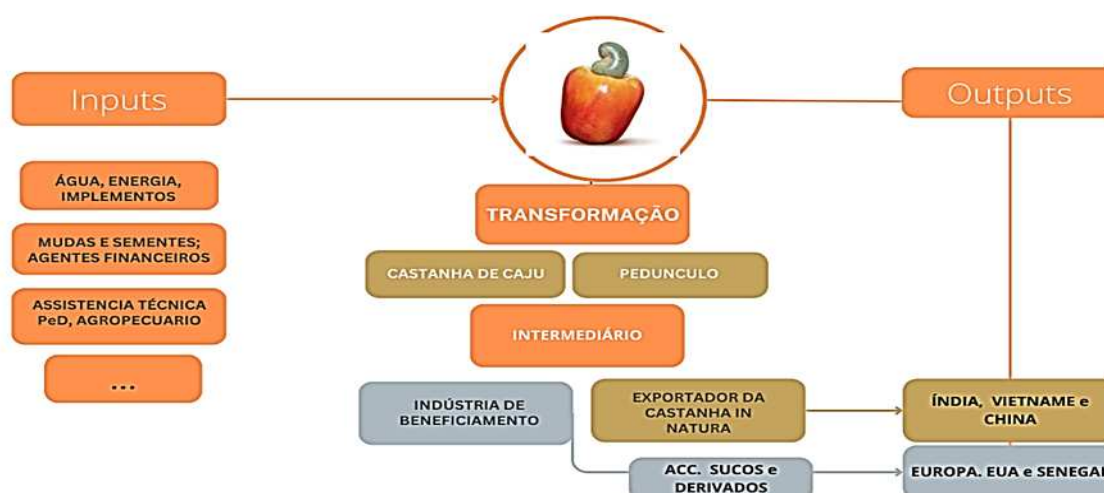 Inputs
Outputs
ÁGUA, ENERGIA,
IMPLEMENTOS
MUDAS E SEMENTES;
AGENTES FINANCEIROS
ASSISTENCIA TÉCNICA
PeD, AGROPECUARIO
...
TRANSFORMAÇÃO
CASTANHA DE CAJU
PEDUNCULO
INTERMEDIÁRIO
INDÚSTRIA DE
BENEFICIAMENTO
EXPORTADOR DA
CASTANHA IN
NATURA
ÍNDIA, VIETNAME e
CHINA
ACC. SUCOS e
DERIVADOS
EUROPA. EUA e SENEGAL